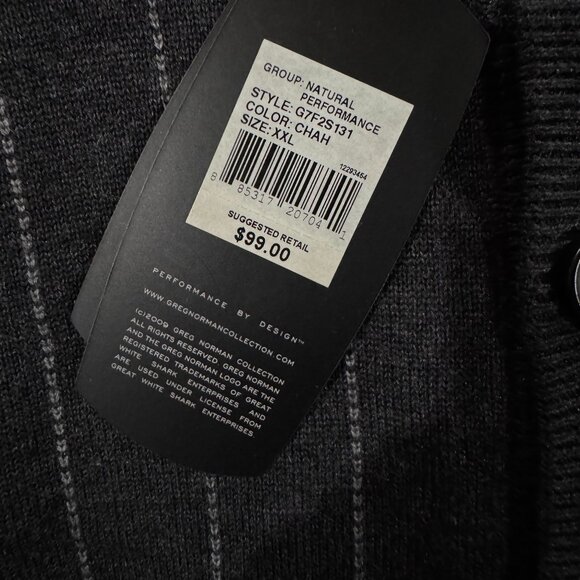 GROUP: NATURAL
PERFORMANCE
STYLE: G7F2S131
COLOR: CHAH
SIZE: XXL
12293454
8 85317 20704 1
SUGGESTED RETAIL
$99.00
PERFORMANCE BY DESIGN™
WWW.GREGNORMANCOLLECTION.COM
(C)2009 GREG NORMAN COLLECTION
ALL RIGHTS RESERVED. GREG NORMAN
AND THE GREG NORMAN LOGO ARE THE
REGISTERED TRADEMARKS OF GREAT
WHITE SHARK ENTERPRISES AND
ARE USED UNDER LICENSE FROM
GREAT WHITE SHARK ENTERPRISES.